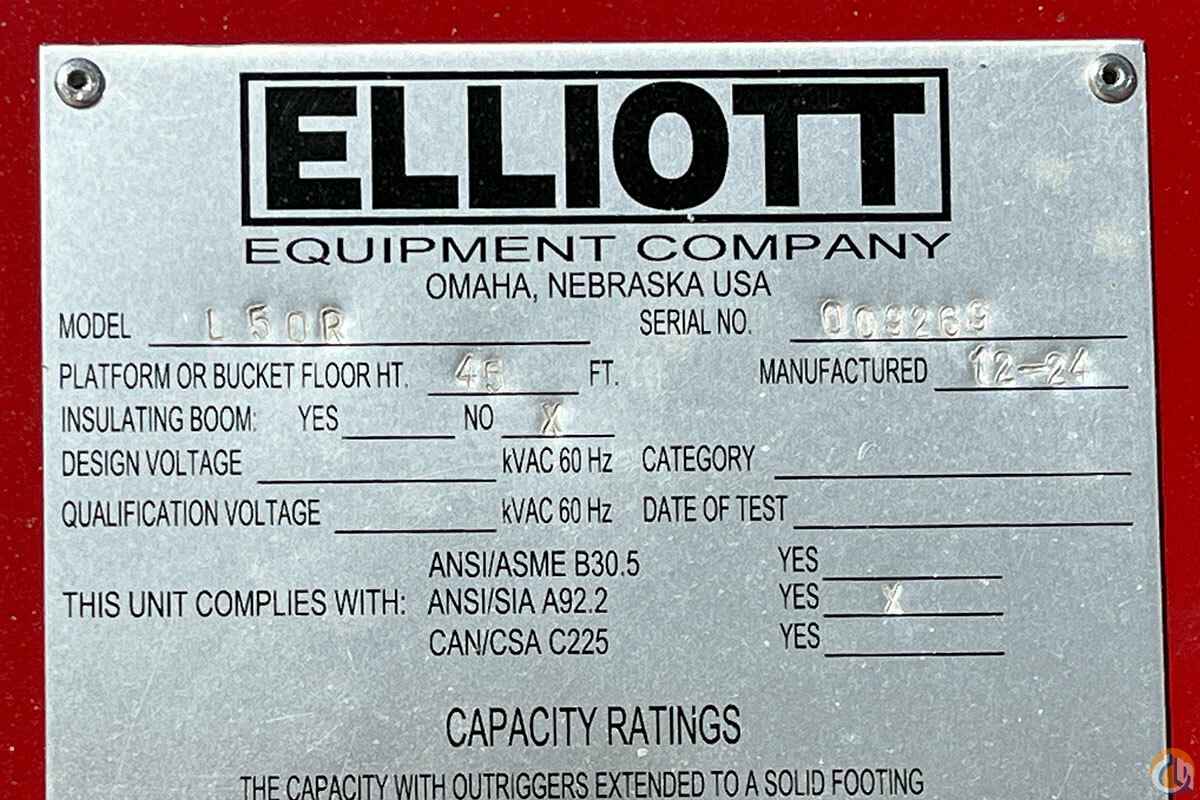 ELLIOTT
EQUIPMENT COMPANY
OMAHA, NEBRASKA USA
MODEL L50R SERIAL NO. 009269
PLATFORM OR BUCKET FLOOR HT. 45 FT. MANUFACTURED 12-24
INSULATING BOOM: YES NO X
DESIGN VOLTAGE kVAC 60 Hz CATEGORY
QUALIFICATION VOLTAGE kVAC 60 Hz DATE OF TEST
ANSI/ASME B30.5 YES
THIS UNIT COMPLIES WITH: ANSI/SIA A92.2 YES X
CAN/CSA C225 YES
CAPACITY RATINGS
THE CAPACITY WITH OUTRIGGERS EXTENDED TO A SOLID FOOTING